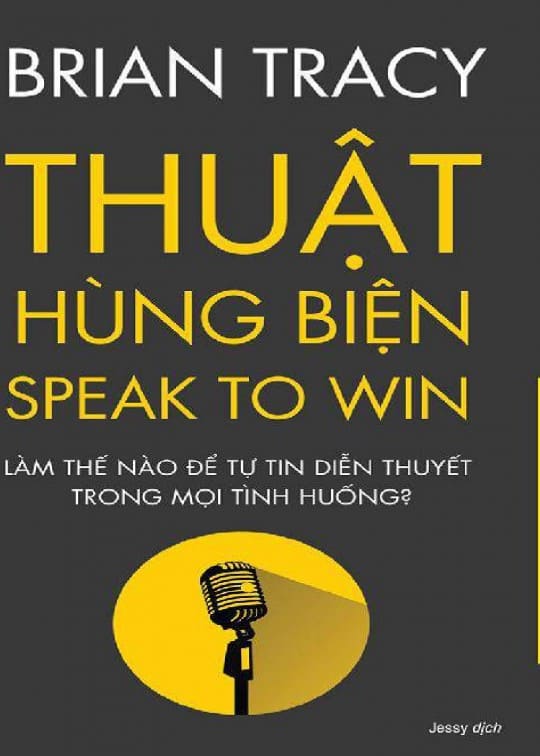 BRIAN TRACY
THUẬT
HÙNG BIỆN
SPEAK TO WIN
LÀM THẾ NÀO ĐỂ TỰ TIN DIỄN THUYẾT
TRONG MỌI TÌNH HUỐNG?
Jessy dịch